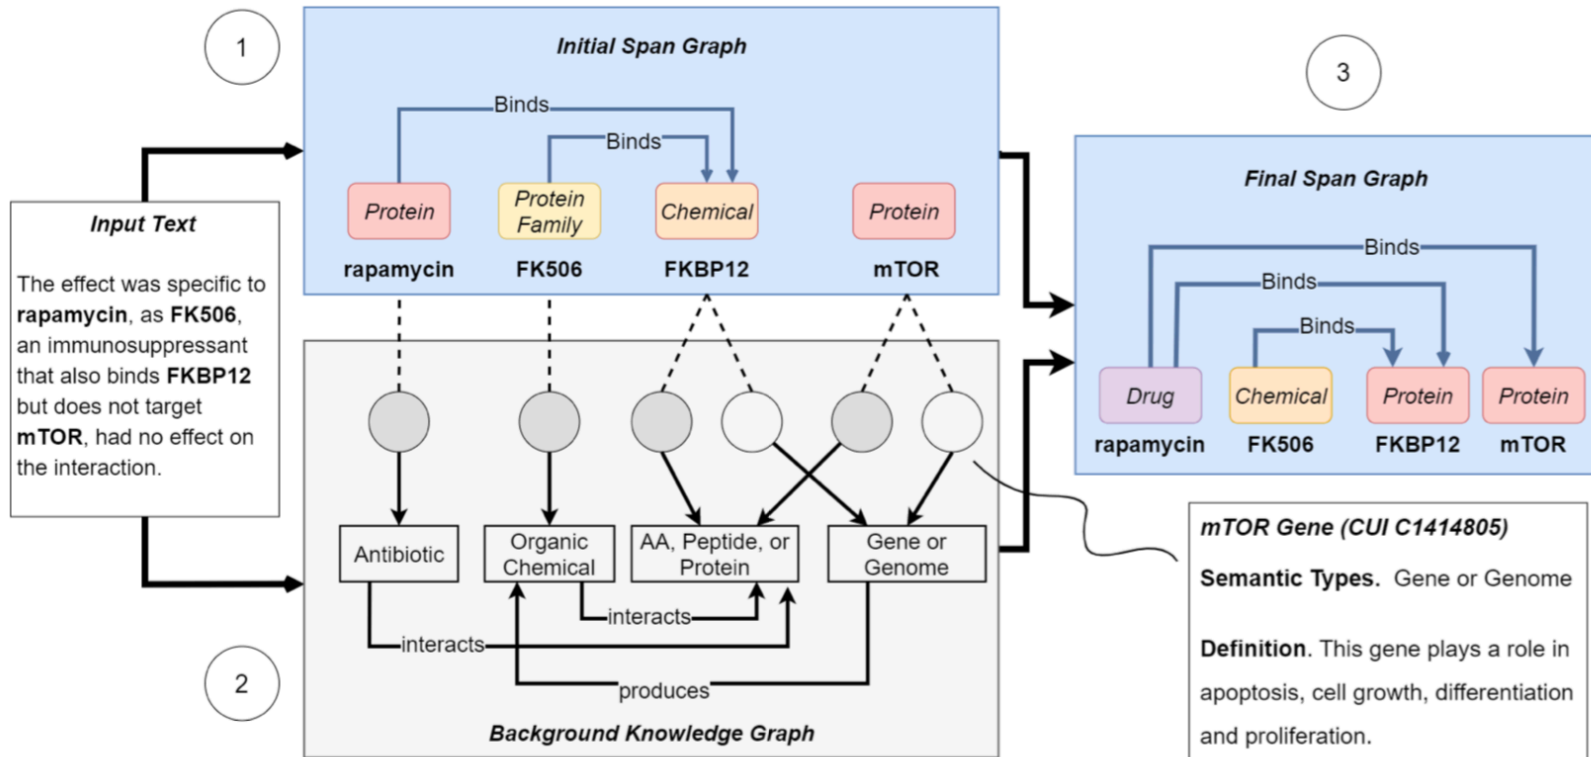 1
Initial Span Graph
Binds
Binds
Protein
Protein
Family
Chemical
Protein
rapamycin
FK506
FKBP12
mTOR
Input Text
The effect was specific to
rapamycin, as FK506,
an immunosuppressant
that also binds FKBP12
but does not target
mTOR, had no effect on
the interaction.
2
Antibiotic
Organic
Chemical
AA, Peptide, or
Protein
Gene or
Genome
interacts
interacts
produces
Background Knowledge Graph
3
Final Span Graph
Binds
Binds
Binds
Drug
Chemical
Protein
Protein
rapamycin
FK506
FKBP12
mTOR
mTOR Gene (CUI C1414805)
Semantic Types. Gene or Genome
Definition. This gene plays a role in
apoptosis, cell growth, differentiation
and proliferation.